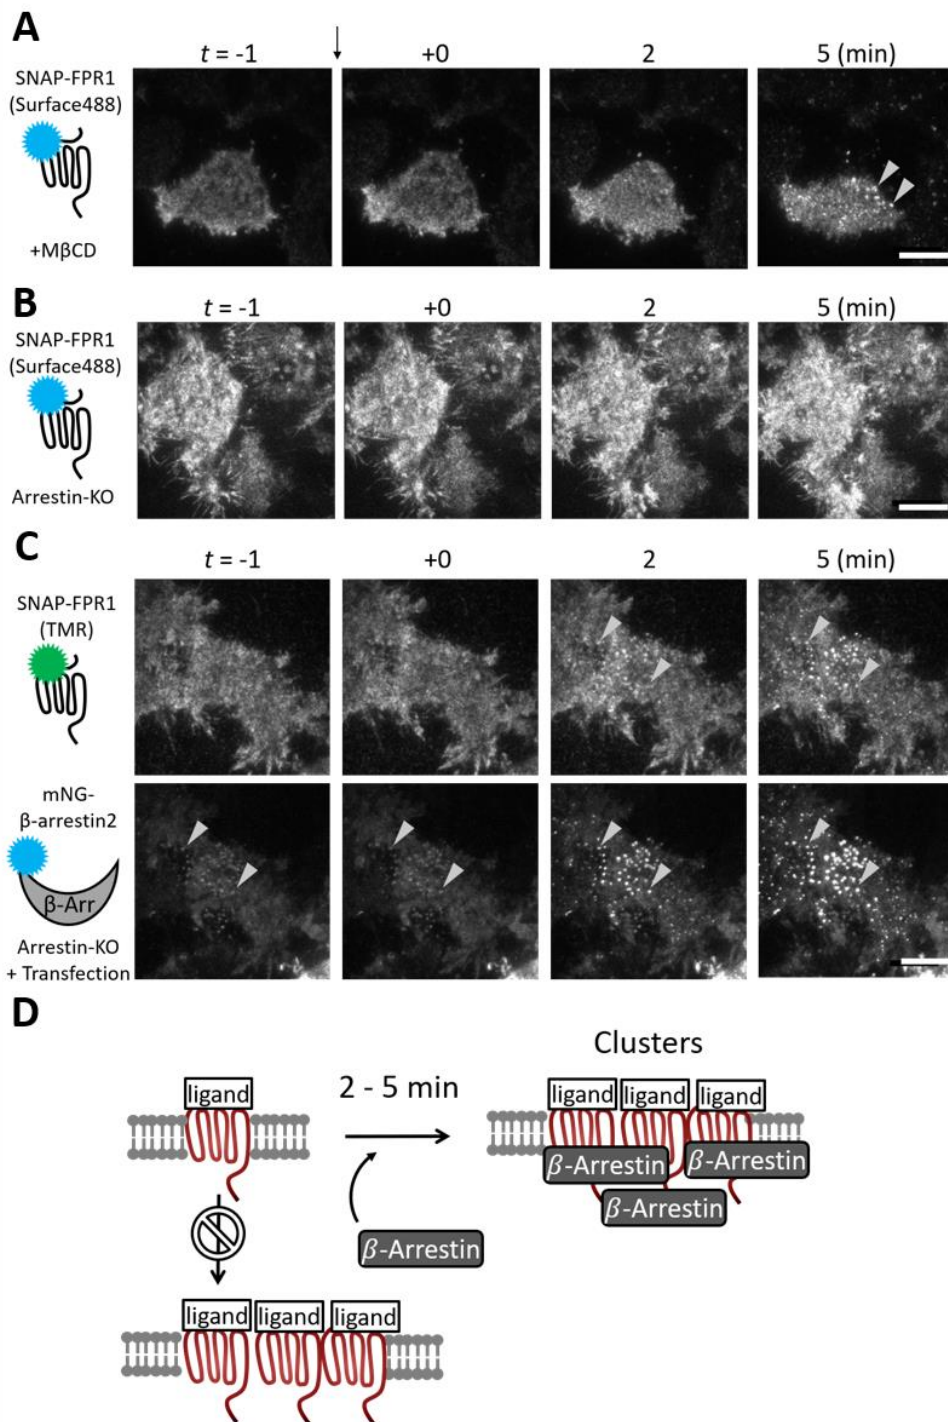 A
t = -1
+0
2
5 (min)
SNAP-FPR1
(Surface488)
+MβCD
B
t = -1
+0
2
5 (min)
SNAP-FPR1
(Surface488)
Arrestin-KO
C
t = -1
+0
2
5 (min)
SNAP-FPR1
(TMR)
mNG-
β-arrestin2
β-Arr
Arrestin-KO
+ Transfection
D
Clusters
ligand
2 - 5 min
ligand ligand ligand
β-Arrestin
β-Arrestin
β-Arrestin
β-Arrestin
ligand ligand ligand